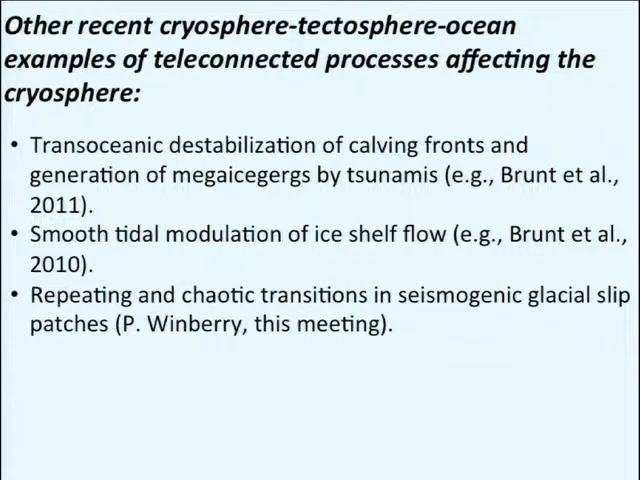 Other recent cryosphere-tectosphere-ocean
examples of teleconnected processes affecting the
cryosphere:
• Transoceanic destabilization of calving fronts and
generation of megaicegergs by tsunamis (e.g., Brunt et al.,
2011).
• Smooth tidal modulation of ice shelf flow (e.g., Brunt et al.,
2010).
• Repeating and chaotic transitions in seismogenic glacial slip
patches (P. Winberry, this meeting).